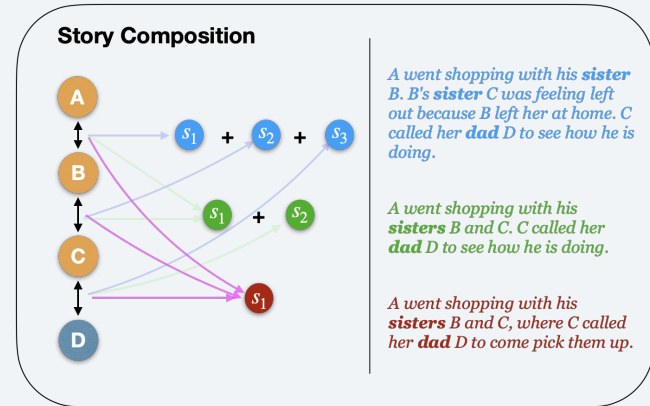 Story Composition
A
B
C
D
s1 + s2 + s3
s1 + s2
s1
A went shopping with his sister
B. B's sister C was feeling left
out because B left her at home. C
called her dad D to see how he is
doing.
A went shopping with his
sisters B and C. C called her
dad D to see how he is doing.
A went shopping with his
sisters B and C, where C called
her dad D to come pick them up.